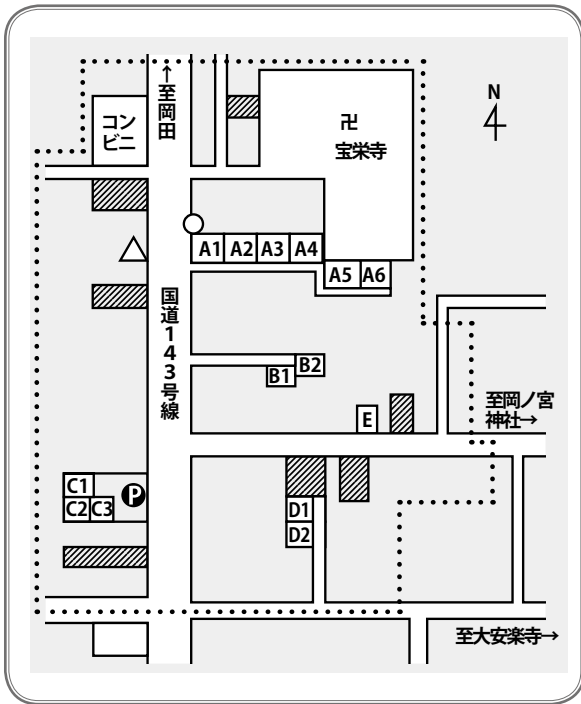 N
↑至岡田
コン
ビニ
卍
宝栄寺
A1
A2
A3
A4
A5
A6
国道143号線
B2
B1
至岡ノ宮
神社→
E
C1
P
C2
C3
D1
D2
至大安楽寺→